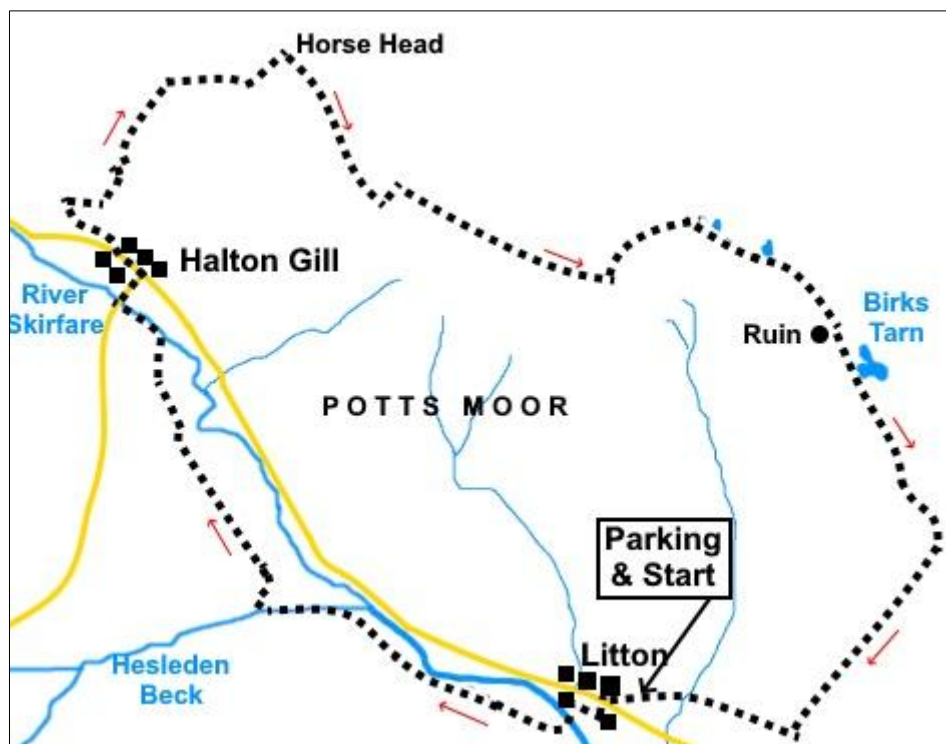 Horse Head
Halton Gill
River
Skirfare
Birks
Tarn
Ruin
POTTS MOOR
Parking
& Start
Litton
Hesleden
Beck